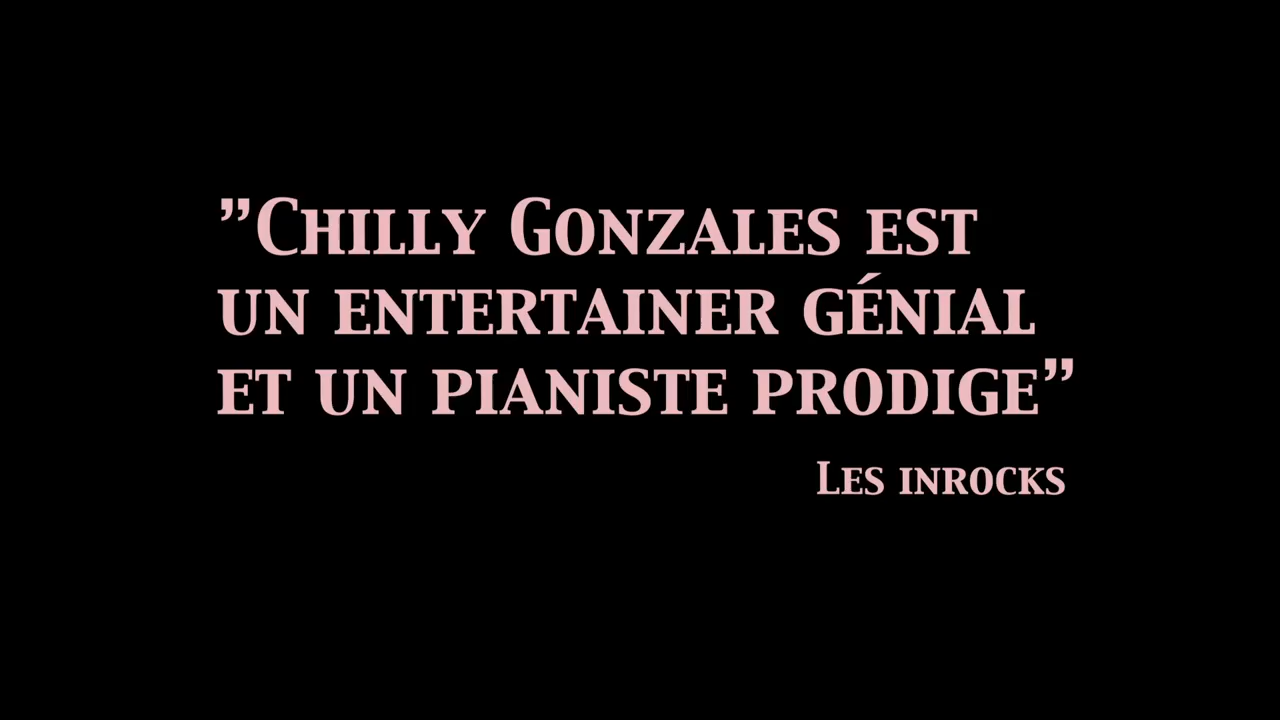 ”Chilly Gonzales est
un entertainer génial
et un pianiste prodige”
Les inrocks